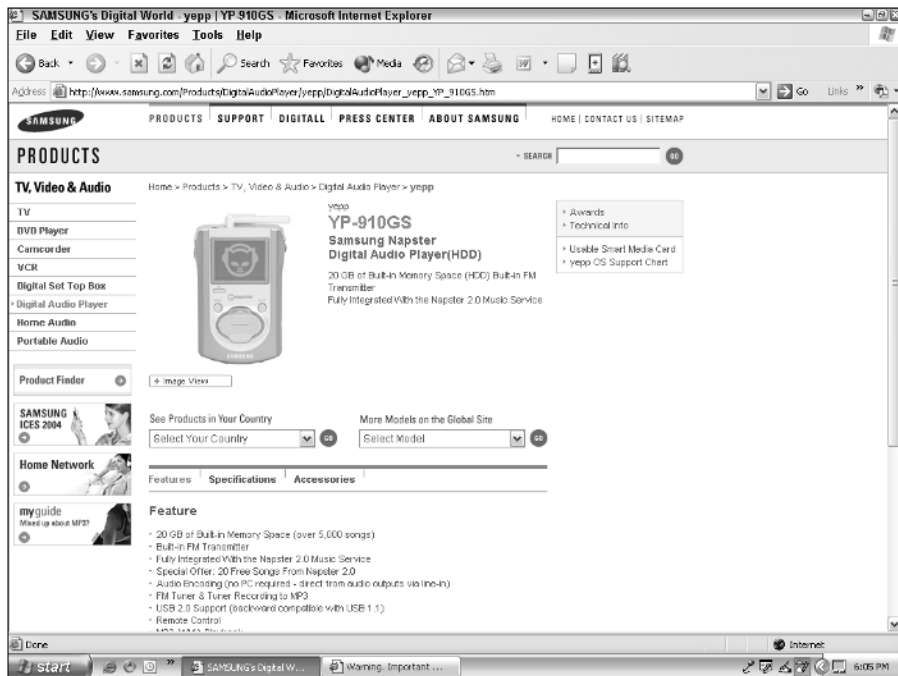 SAMSUNG's Digital World - yepp | YP-910GS - Microsoft Internet Explorer
File Edit View Favorites Tools Help
Back Search Favorites Media
Address http://www.samsung.com/Products/DigitalAudioPlayer/yepp/DigitalAudioPlayer_yepp_YP_910GS.htm Go Links »
SAMSUNG PRODUCTS SUPPORT DIGITALL PRESS CENTER ABOUT SAMSUNG HOME | CONTACT US | SITEMAP
PRODUCTS SEARCH GO
TV, Video & Audio
TV
DVD Player
Camcorder
VCR
Digital Set Top Box
Digital Audio Player
Home Audio
Portable Audio
Product Finder
SAMSUNG
ICES 2004
Home Network
myguide
Mixed up about MP3?
Home > Products > TV, Video & Audio > Digital Audio Player > yepp
yepp
YP-910GS
Samsung Napster
Digital Audio Player(HDD)
20 GB of Built-in Memory Space (HDD) Built-in FM
Transmitter
Fully Integrated With the Napster 2.0 Music Service
SAMSUNG
+ Image View
Awards
Technical Info
Usable Smart Media Card
yepp OS Support Chart
See Products in Your Country
Select Your Country GO
More Models on the Global Site
Select Model GO
Features Specifications Accessories
Feature
- 20 GB of Built-in Memory Space (over 5,000 songs)
- Built-in FM Transmitter
- Fully Integrated With the Napster 2.0 Music Service
- Special Offer: 20 Free Songs From Napster 2.0
- Audio Encoding (no PC required - direct from audio outputs via line-in)
- FM Tuner & Tuner Recording to MP3
- USB 2.0 Support (backward compatible with USB 1.1)
- Remote Control
Done Internet
start » SAMSUNG's Digital W... Warning. Important ... 6:05 PM